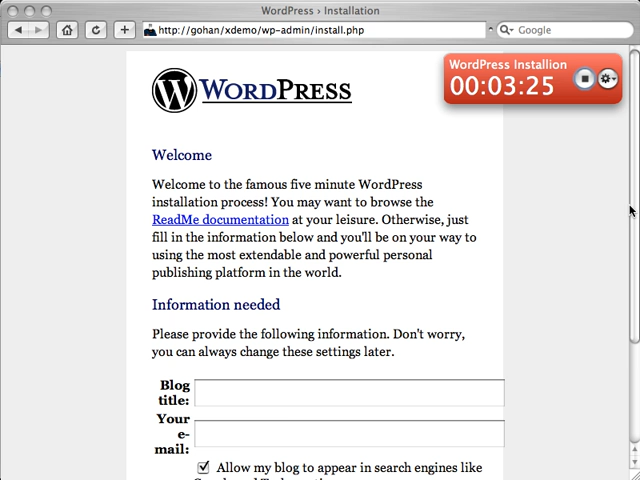 WordPress › Installation
http://gohan/xdemo/wp-admin/install.php
Google
WordPress Installion
00:03:25
WORDPRESS
Welcome
Welcome to the famous five minute WordPress
installation process! You may want to browse the
ReadMe documentation at your leisure. Otherwise, just
fill in the information below and you'll be on your way to
using the most extendable and powerful personal
publishing platform in the world.
Information needed
Please provide the following information. Don't worry,
you can always change these settings later.
Blog
title:
Your
e-
mail:
Allow my blog to appear in search engines like